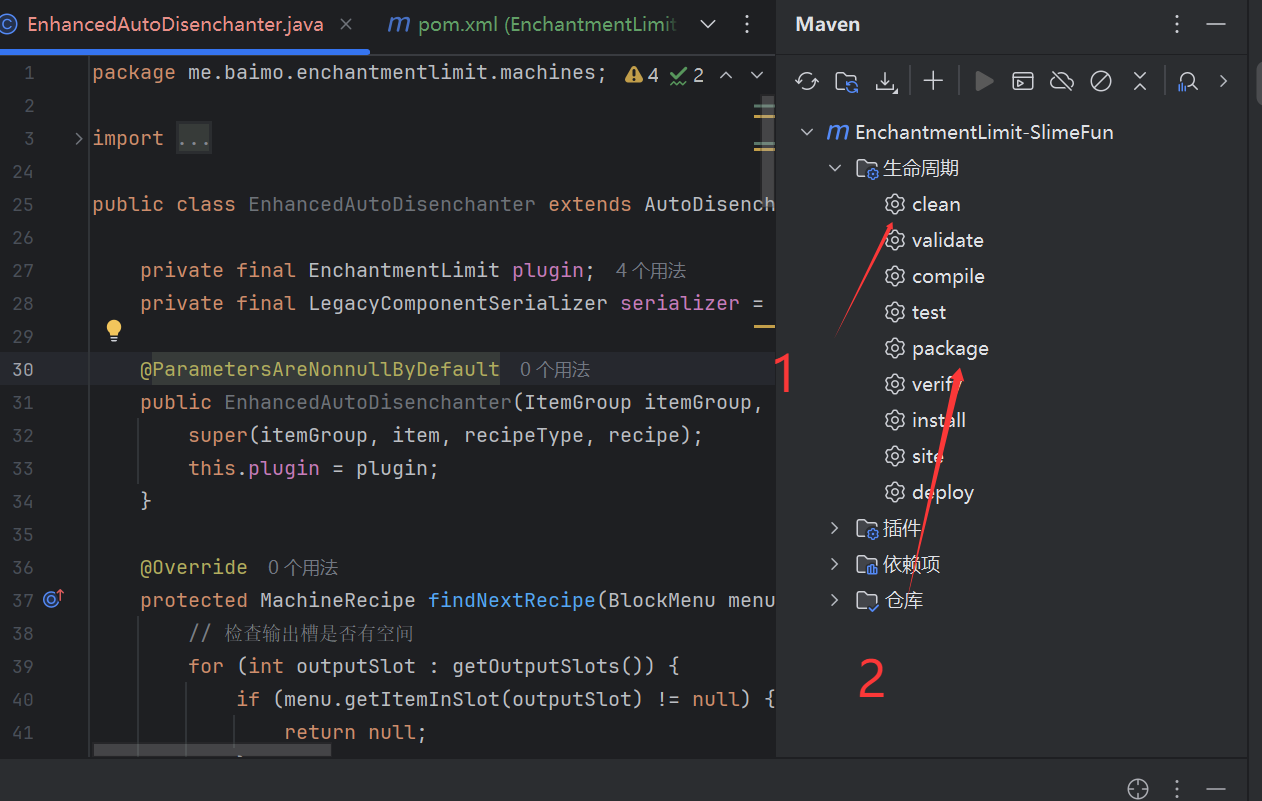 EnhancedAutoDisenchanter.java
pom.xml (EnchantmentLimit
Maven
1 package me.baimo.enchantmentlimit.machines; 4 2
2
3 import ...
24
25 public class EnhancedAutoDisenchanter extends AutoDisench
26
27 private final EnchantmentLimit plugin; 4 个用法
28 private final LegacyComponentSerializer serializer =
29
30 @ParametersAreNonnullByDefault 0 个用法
31 public EnhancedAutoDisenchanter(ItemGroup itemGroup,
32 super(itemGroup, item, recipeType, recipe);
33 this.plugin = plugin;
34 }
35
36 @Override 0 个用法
37 protected MachineRecipe findNextRecipe(BlockMenu menu
38 // 检查输出槽是否有空间
39 for (int outputSlot : getOutputSlots()) {
40 if (menu.getItemInSlot(outputSlot) != null) {
41 return null;
m EnchantmentLimit-SlimeFun
生命周期
clean
validate
compile
test
package
verify
install
site
deploy
插件
依赖项
仓库
1
2